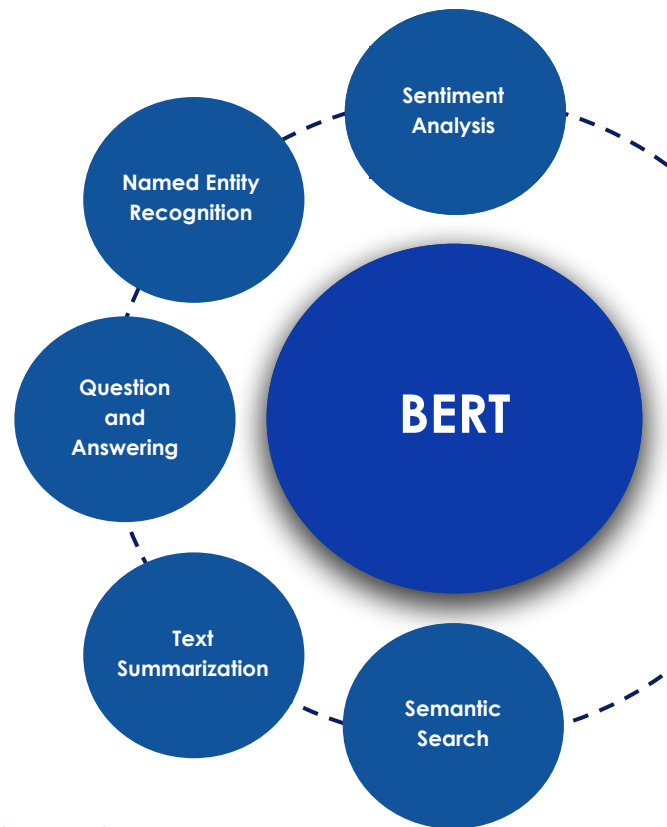 Sentiment
Analysis
Named Entity
Recognition
Question
and
Answering
BERT
Text
Summarization
Semantic
Search